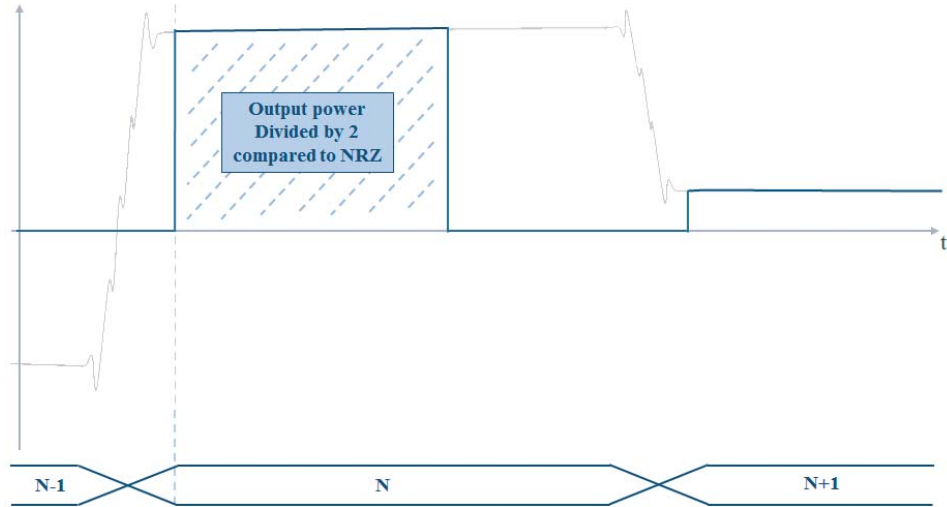 Output power
Divided by 2
compared to NRZ
t
N-1
N
N+1